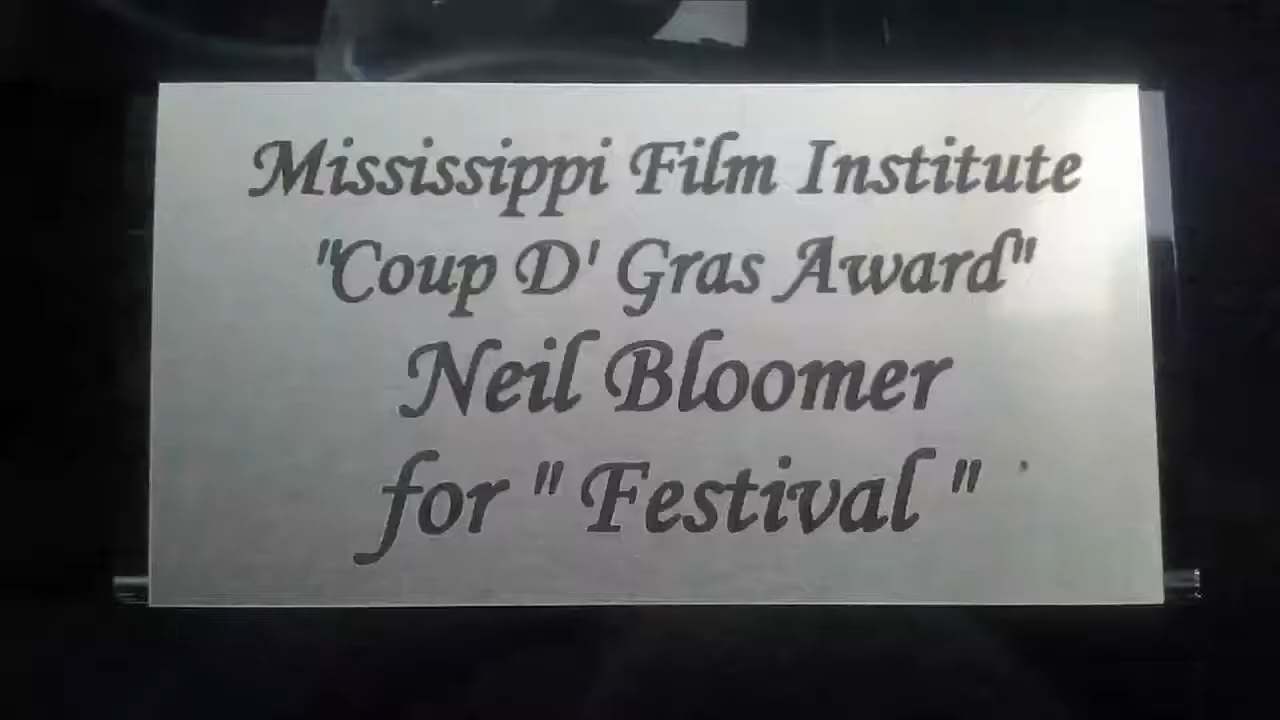 Mississippi Film Institute
"Coup D' Gras Award"
Neil Bloomer
for " Festival "